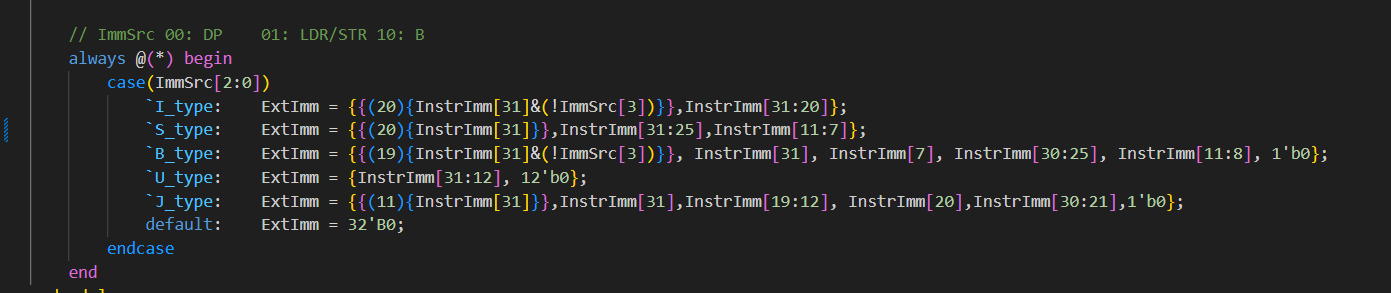 // ImmSrc 00: DP    01: LDR/STR 10: B
always @(*) begin
case(ImmSrc[2:0])
`I_type:    ExtImm = {{(20){InstrImm[31]&(!ImmSrc[3])}},InstrImm[31:20]};
`S_type:    ExtImm = {{(20){InstrImm[31]}},InstrImm[31:25],InstrImm[11:7]};
`B_type:    ExtImm = {{(19){InstrImm[31]&(!ImmSrc[3])}}, InstrImm[31], InstrImm[7], InstrImm[30:25], InstrImm[11:8], 1'b0};
`U_type:    ExtImm = {InstrImm[31:12], 12'b0};
`J_type:    ExtImm = {{(11){InstrImm[31]}},InstrImm[31],InstrImm[19:12], InstrImm[20],InstrImm[30:21],1'b0};
default:    ExtImm = 32'B0;
endcase
end